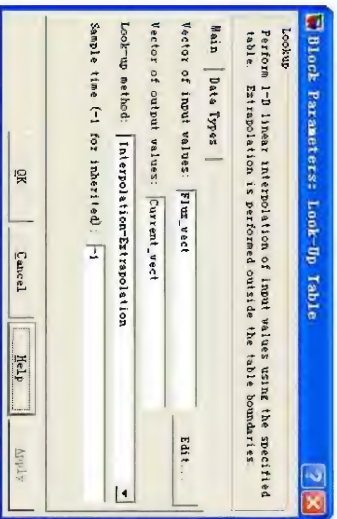 Block Parameters: Look-Up Table
Lookup
Perform 1-D linear interpolation of input values using the specified
table. Extrapolation is performed outside the table boundaries.
Main
Data Types
Vector of input values: Flux_vect
Edit...
Vector of output values: Current_vect
Look-up method: Interpolation-Extrapolation
Sample time (-1 for inherited): -1
OK
Cancel
Help
Apply